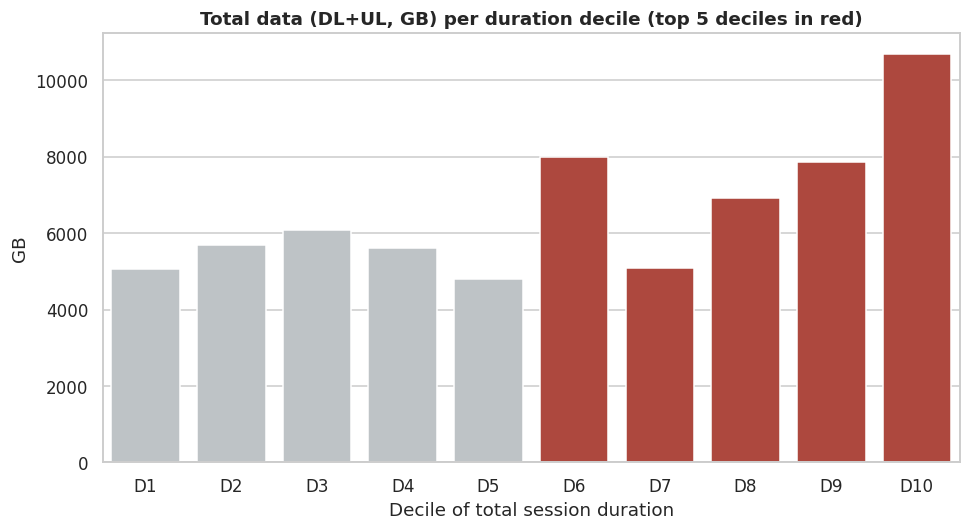 Total data (DL+UL, GB) per duration decile (top 5 deciles in red)
10000
8000
6000
4000
2000
0
GB
D1 D2 D3 D4 D5 D6 D7 D8 D9 D10
Decile of total session duration